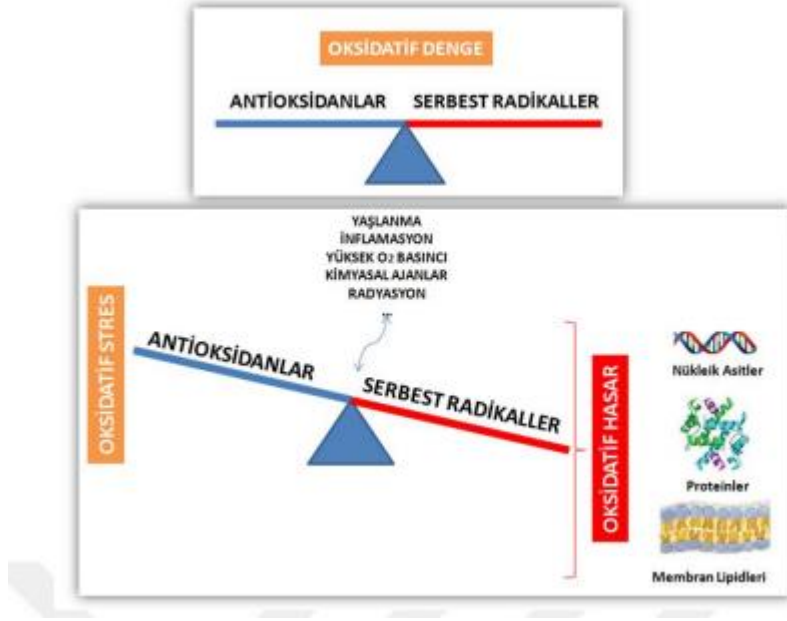 OKSİDATİF DENGE
ANTİOKSİDANLAR SERBEST RADİKALLER
YAŞLANMA
İNFLAMASYON
YÜKSEK O2 BASINCI
KİMYASAL AJANLAR
RADYASYON
...
OKSİDATİF STRES
ANTİOKSİDANLAR
SERBEST RADİKALLER
OKSİDATİF HASAR
Nükleik Asitler
Proteinler
Membran Lipidleri